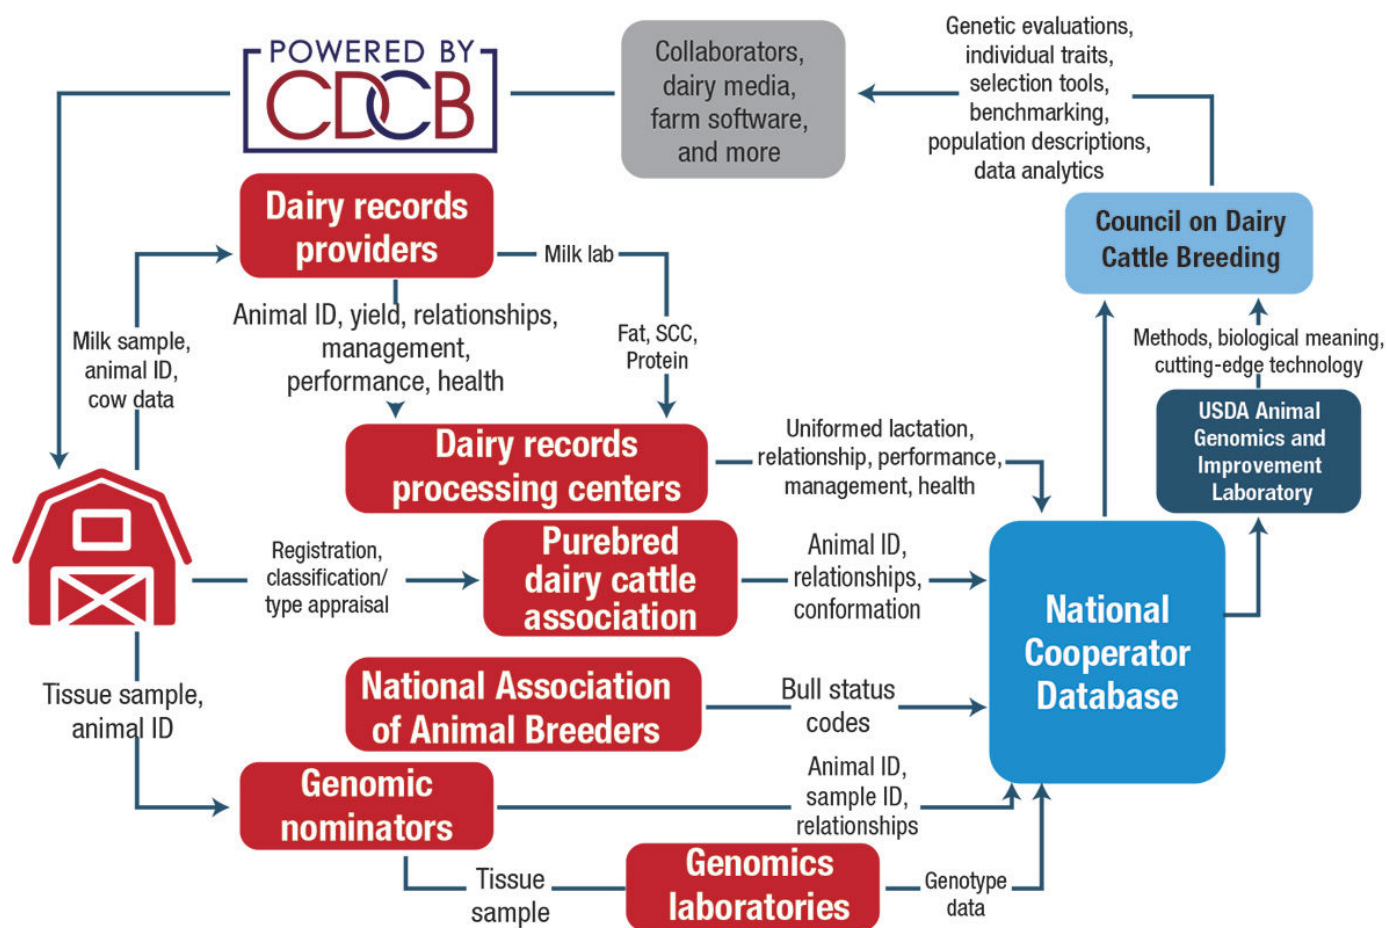 POWERED BY
CDCB
Collaborators,
dairy media,
farm software,
and more
Genetic evaluations,
individual traits,
selection tools,
benchmarking,
population descriptions,
data analytics
Council on Dairy
Cattle Breeding
Dairy records
providers
Milk lab
Milk sample,
animal ID,
cow data
Animal ID, yield, relationships,
management,
performance, health
Fat, SCC,
Protein
Methods, biological meaning,
cutting-edge technology
USDA Animal
Genomics and
Improvement
Laboratory
Dairy records
processing centers
Uniformed lactation,
relationship, performance,
management, health
Registration,
classification/
type appraisal
Purebred
dairy cattle
association
Animal ID,
relationships,
conformation
National
Cooperator
Database
National Association
of Animal Breeders
Bull status
codes
Tissue sample,
animal ID
Genomic
nominators
Animal ID,
sample ID,
relationships
Tissue
sample
Genomics
laboratories
Genotype
data